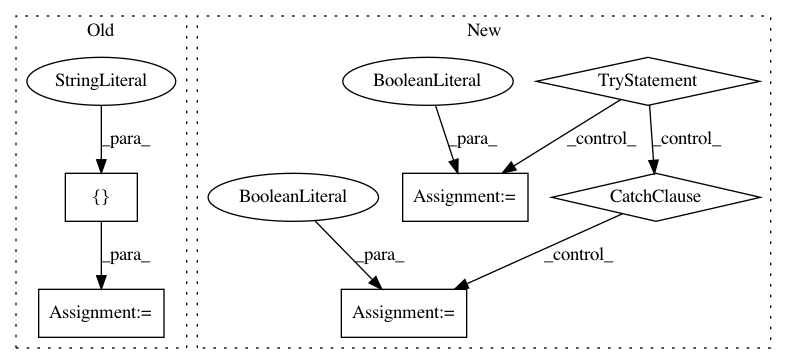 Old
New
StringLiteral
BooleanLiteral
TryStatement
_para_
_para_
_control_
_control_
{}
BooleanLiteral
Assignment:=
CatchClause
_para_
_para_
_control_
Assignment:=
Assignment:=